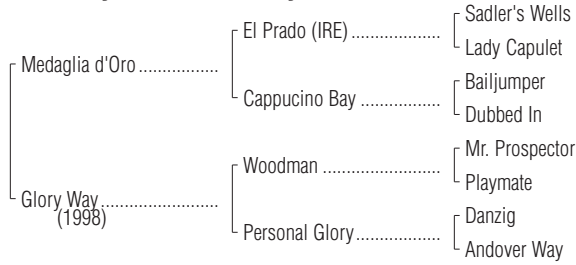 Sadler's Wells
El Prado (IRE) ....................
Lady Capulet
Medaglia d'Oro ..................
Bailjumper
Cappucino Bay ..................
Dubbed In
Mr. Prospector
Woodman ..........................
Playmate
Glory Way ..........................
(1998)
Danzig
Personal Glory ...................
Andover Way